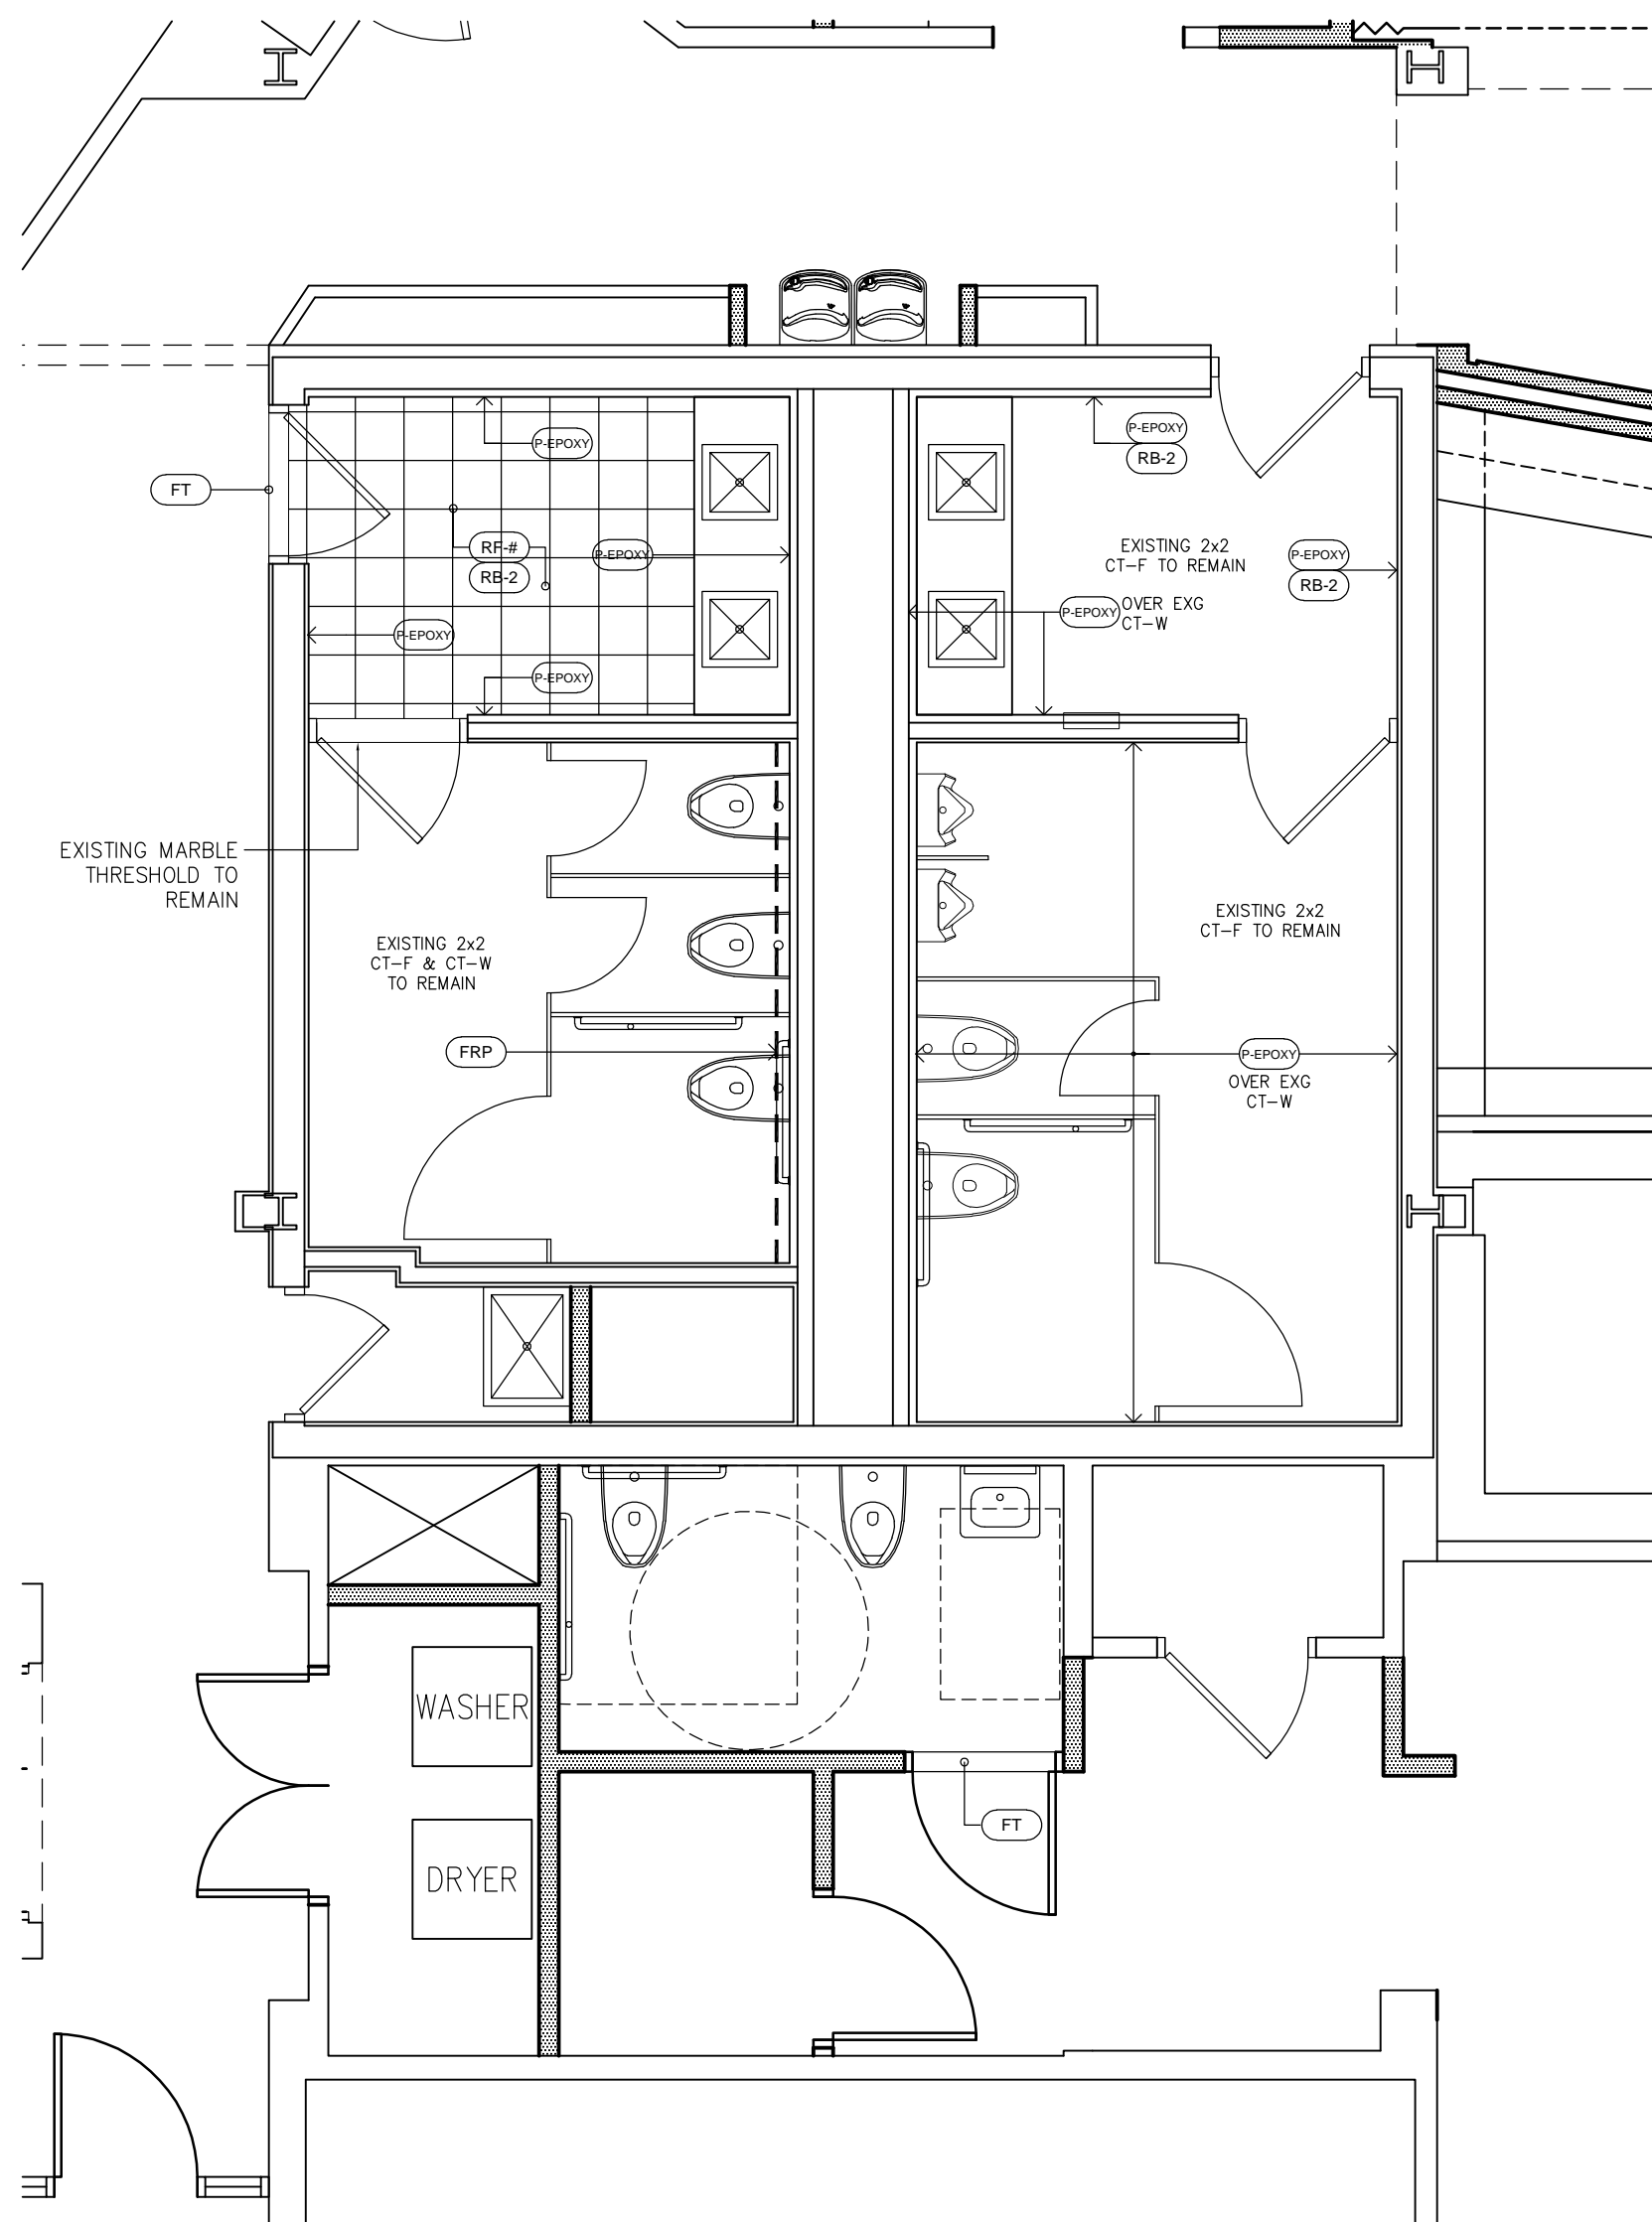 P-EPOXY
P-EPOXY
RB-2
FT
RF-#
RB-2
P-EPOXY
EXISTING 2x2
CT-F TO REMAIN
P-EPOXY
RB-2
P-EPOXY
OVER EXG
CT-W
P-EPOXY
P-EPOXY
EXISTING MARBLE
THRESHOLD TO
REMAIN
EXISTING 2x2
CT-F & CT-W
TO REMAIN
EXISTING 2x2
CT-F TO REMAIN
FRP
P-EPOXY
OVER EXG
CT-W
WASHER
FT
DRYER